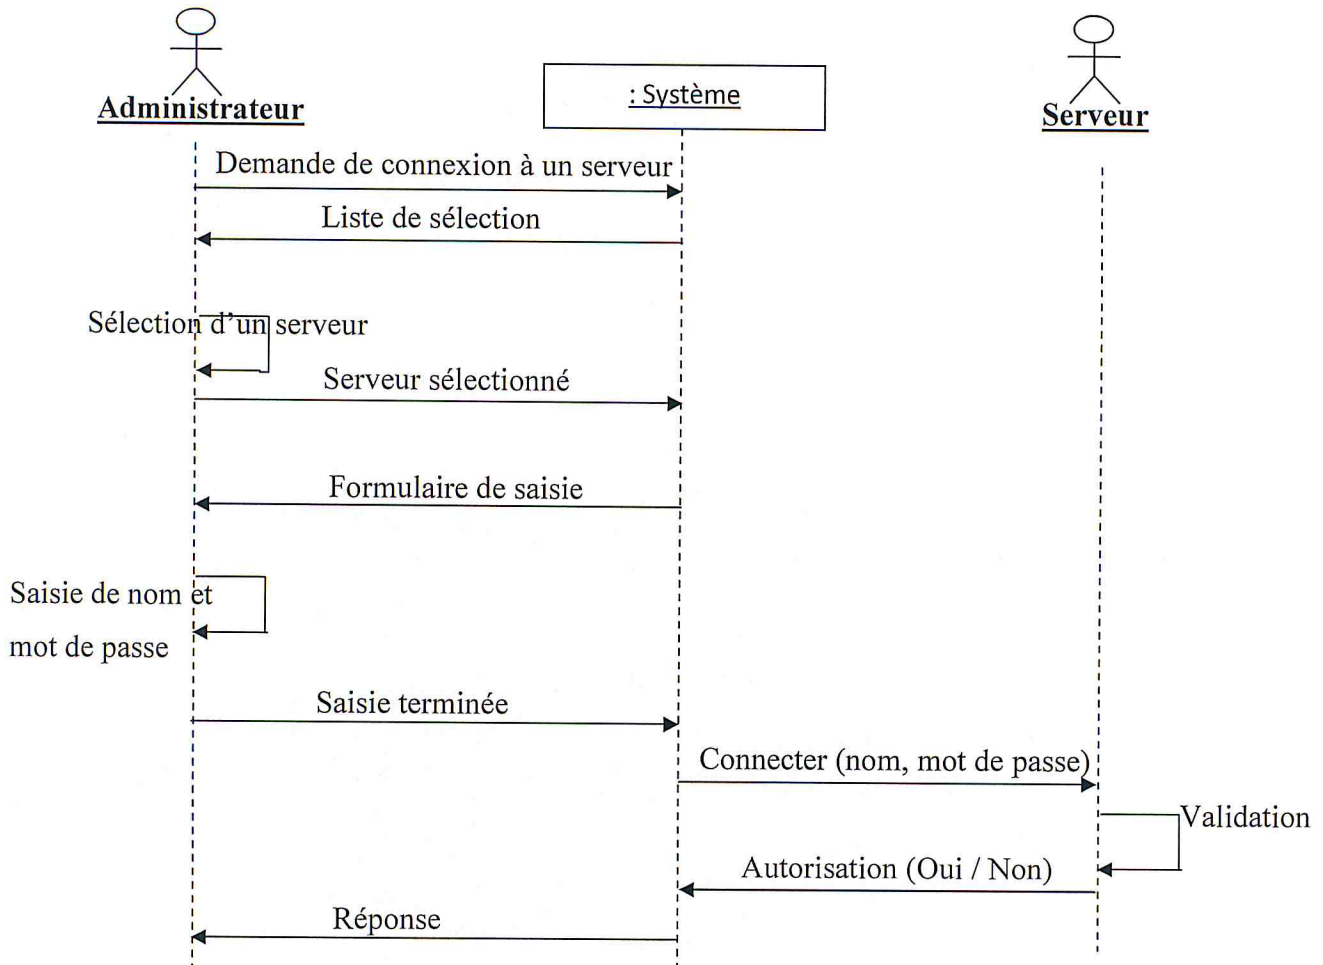 Administrateur
: Système
Serveur
Demande de connexion à un serveur
Liste de sélection
Sélection d'un serveur
Serveur sélectionné
Formulaire de saisie
Saisie de nom et
mot de passe
Saisie terminée
Connecter (nom, mot de passe)
Validation
Autorisation (Oui / Non)
Réponse